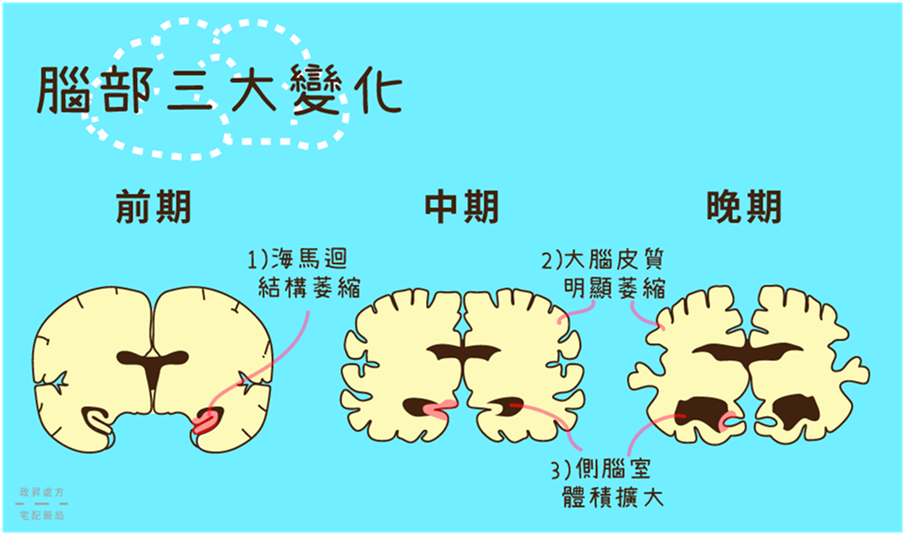 腦部三大變化
前期
中期
晚期
1)海馬迴
結構萎縮
2)大腦皮質
明顯萎縮
3)側腦室
體積擴大
政昇處方
宅配藥局